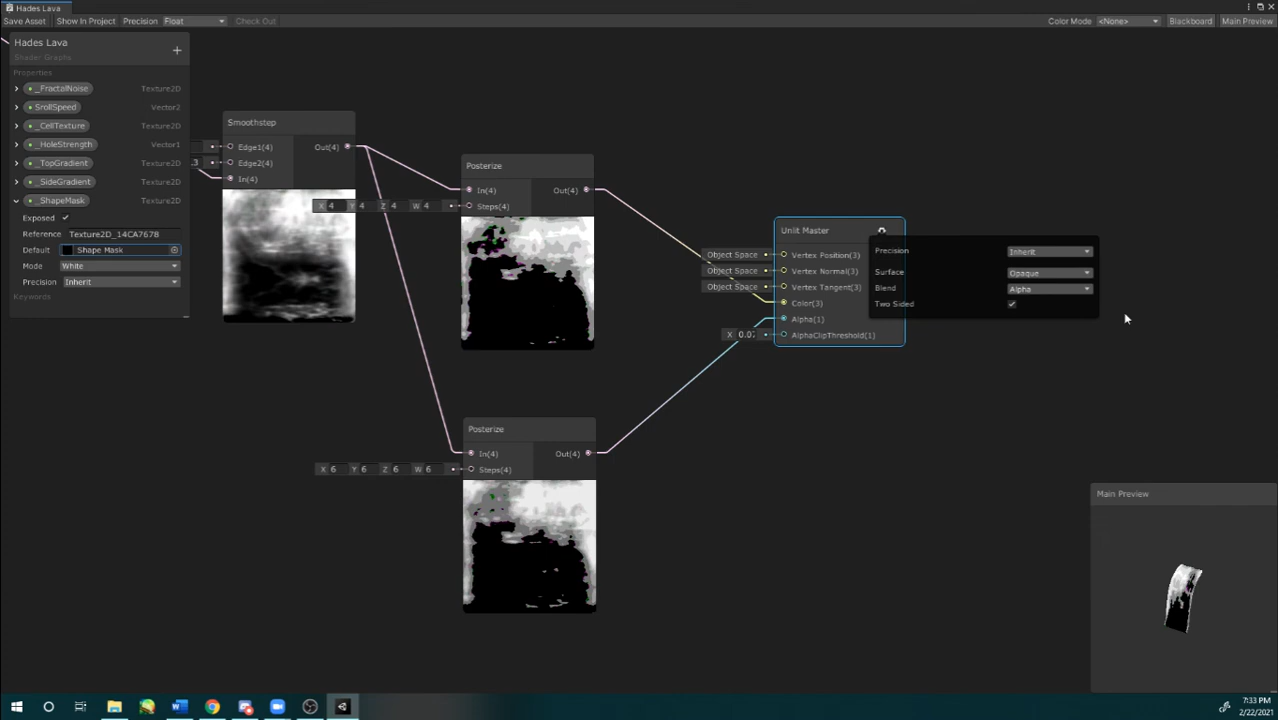 Hades Lava
Save Asset Show In Project Precision Float Check Out Color Mode <None> Blackboard Main Preview
Hades Lava
Shader Graphs
Properties
_FractalNoise Texture2D
SrollSpeed Vector2
_CellTexture Texture2D
_HoleStrength Vector1
_TopGradient Texture2D
_SideGradient Texture2D
_ShapeMask Texture2D
Exposed
Reference Texture2D_14CA7678
Default Shape Mask
Mode White
Precision Inherit
Keywords
Smoothstep
Edge1(4) Out(4)
.3 Edge2(4)
In(4)
Posterize
In(4) Out(4)
X 4 Y 4 Z 4 W 4 Steps(4)
Posterize
In(4) Out(4)
X 6 Y 6 Z 6 W 6 Steps(4)
Unlit Master
Object Space Vertex Position(3)
Object Space Vertex Normal(3)
Object Space Vertex Tangent(3)
Color(3)
Alpha(1)
X 0.07 AlphaClipThreshold(1)
Precision Inherit
Surface Opaque
Blend Alpha
Two Sided
Main Preview
7:33 PM
2/22/2021